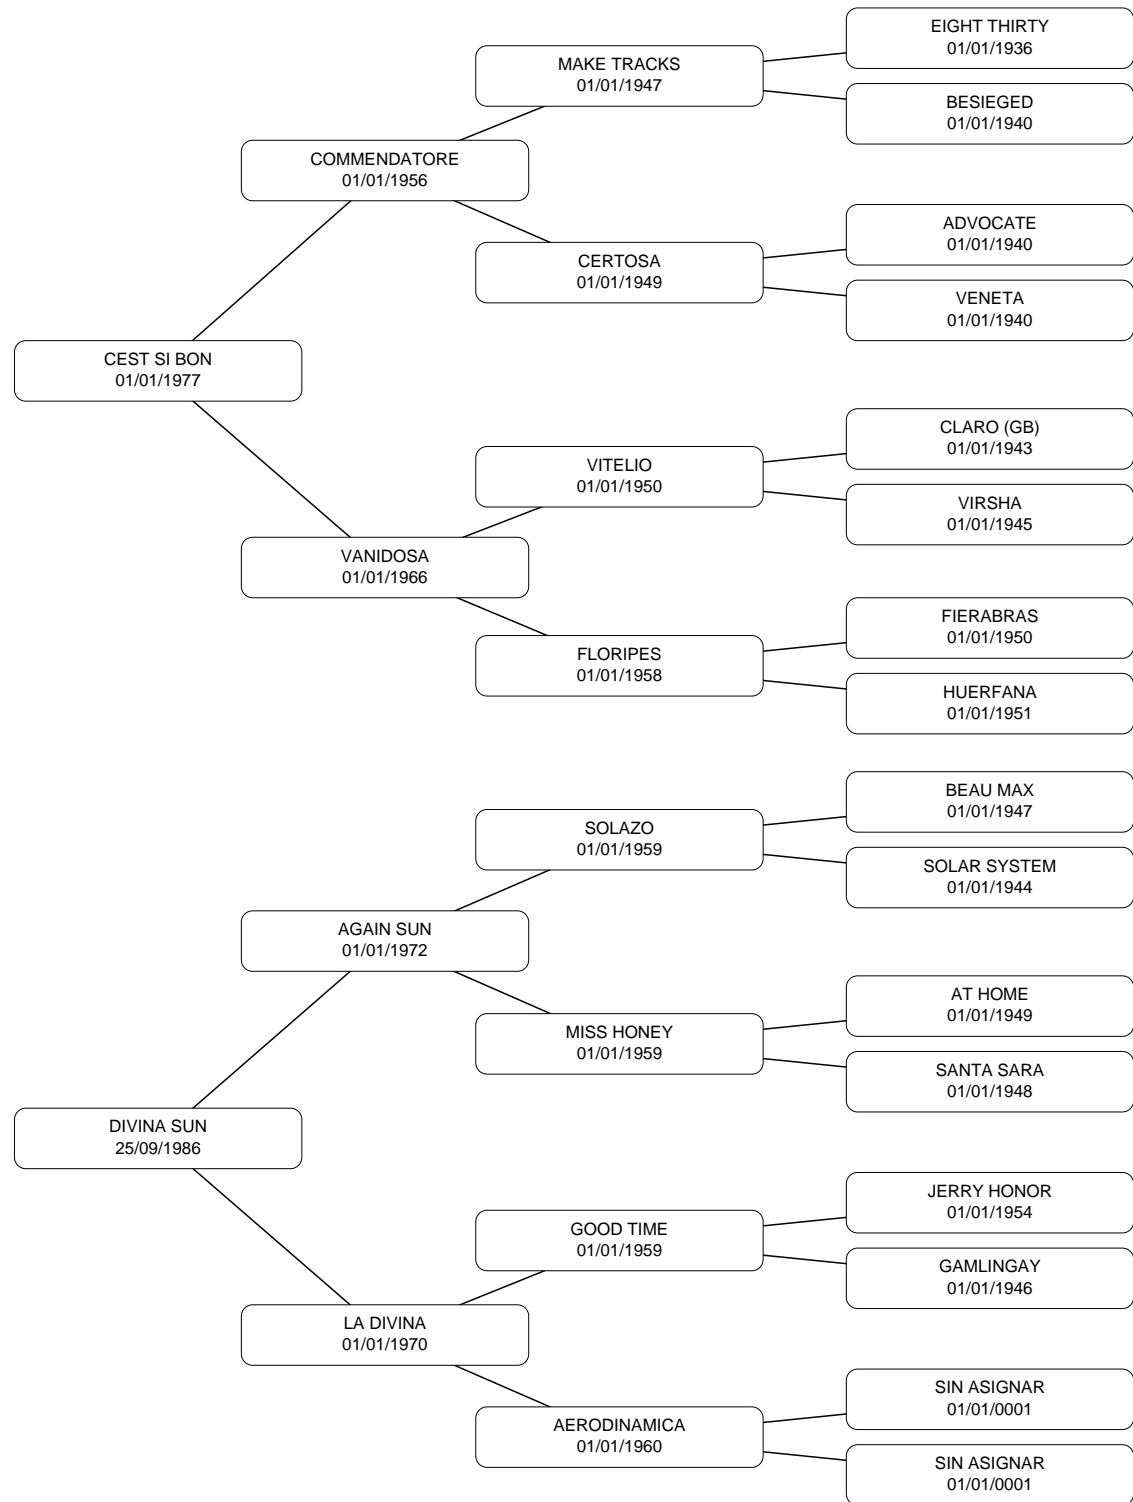 EIGHT THIRTY
01/01/1936
MAKE TRACKS
01/01/1947
BESIEGED
01/01/1940
COMMENDATORE
01/01/1956
ADVOCATE
01/01/1940
CERTOSA
01/01/1949
VENETA
01/01/1940
CEST SI BON
01/01/1977
CLARO (GB)
01/01/1943
VITELIO
01/01/1950
VIRSHA
01/01/1945
VANIDOSA
01/01/1966
FIERABRAS
01/01/1950
FLORIPES
01/01/1958
HUERFANA
01/01/1951
BEAU MAX
01/01/1947
SOLAZO
01/01/1959
SOLAR SYSTEM
01/01/1944
AGAIN SUN
01/01/1972
AT HOME
01/01/1949
MISS HONEY
01/01/1959
SANTA SARA
01/01/1948
DIVINA SUN
25/09/1986
JERRY HONOR
01/01/1954
GOOD TIME
01/01/1959
GAMLINGAY
01/01/1946
LA DIVINA
01/01/1970
SIN ASIGNAR
01/01/0001
AERODINAMICA
01/01/1960
SIN ASIGNAR
01/01/0001